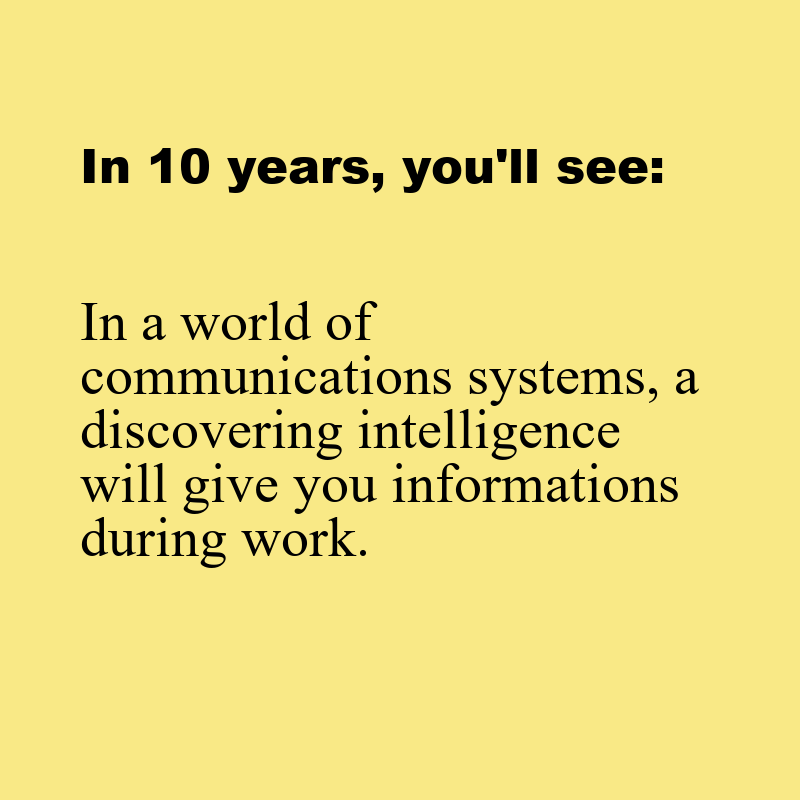 In 10 years, you'll see:
In a world of
communications systems, a
discovering intelligence
will give you informations
during work.